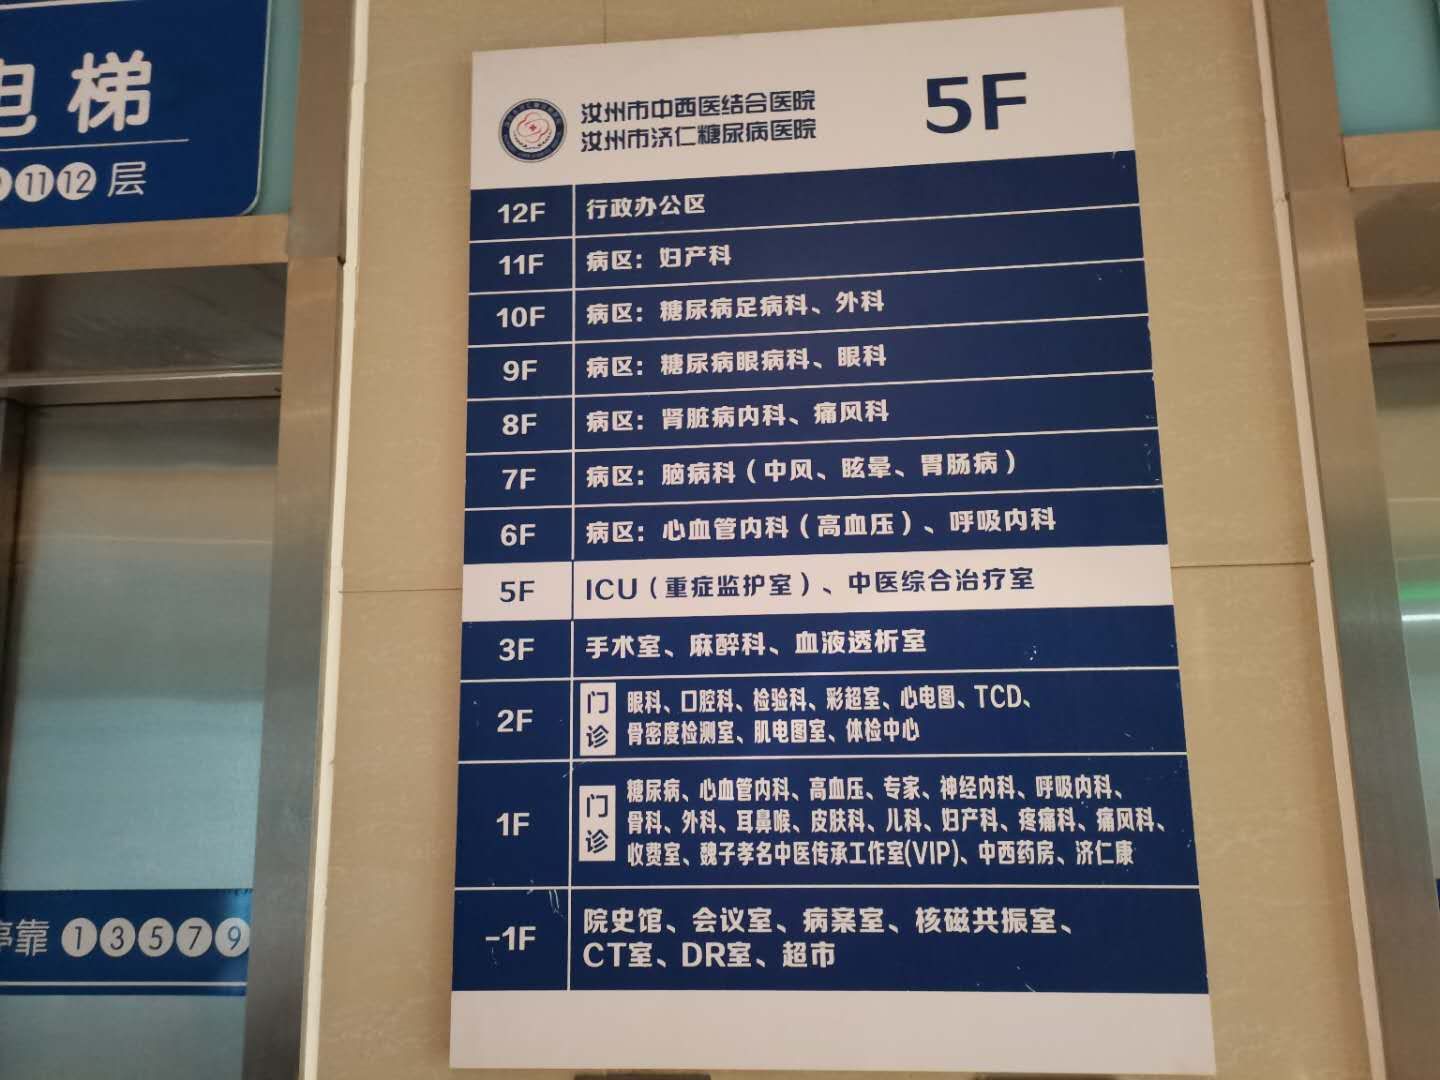 电梯
11 12 层
停靠 1 3 5 7 9
汝州市中西医结合医院
汝州市济仁糖尿病医院
5F
12F 行政办公区
11F 病区：妇产科
10F 病区：糖尿病足病科、外科
9F 病区：糖尿病眼病科、眼科
8F 病区：肾脏病内科、痛风科
7F 病区：脑病科（中风、眩晕、胃肠病）
6F 病区：心血管内科（高血压）、呼吸内科
5F ICU（重症监护室）、中医综合治疗室
3F 手术室、麻醉科、血液透析室
2F 门诊 眼科、口腔科、检验科、彩超室、心电图、TCD、
骨密度检测室、肌电图室、体检中心
1F 门诊 糖尿病、心血管内科、高血压、专家、神经内科、呼吸内科、
骨科、外科、耳鼻喉、皮肤科、儿科、妇产科、疼痛科、痛风科、
收费室、魏子孝名中医传承工作室(VIP)、中西药房、济仁康
-1F 院史馆、会议室、病案室、核磁共振室、
CT室、DR室、超市